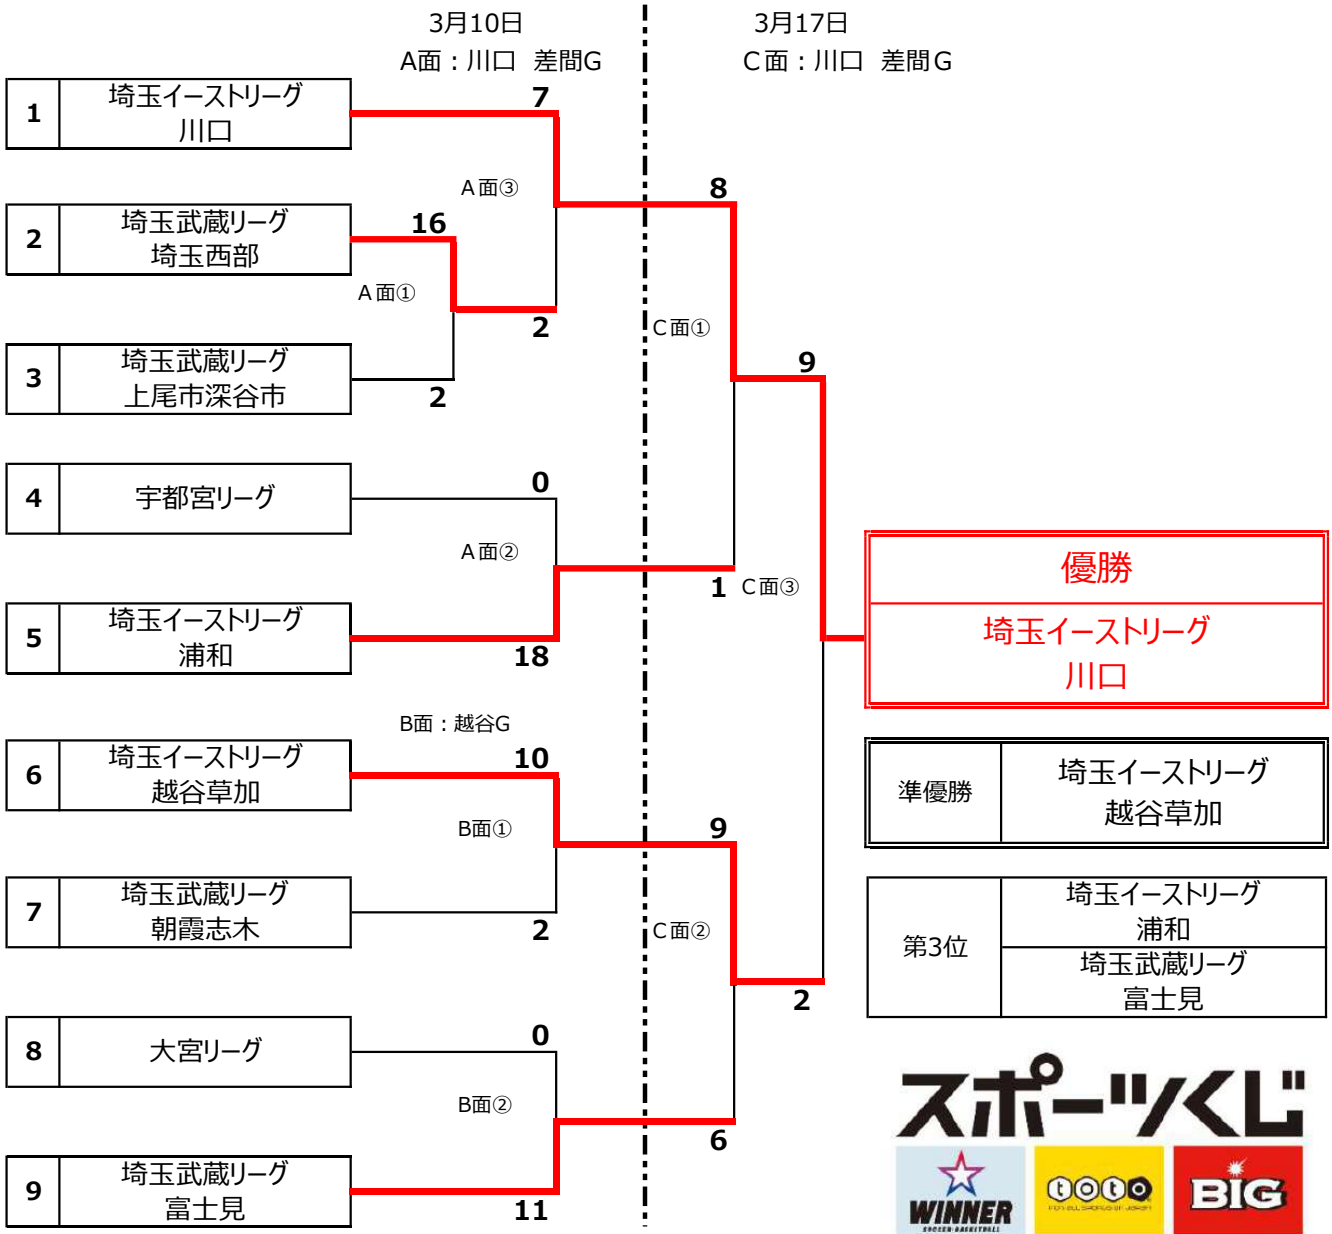 3月10日
3月17日
A面：川口 差間G
C面：川口 差間G
7
1
埼玉イーストリーグ
川口
A面③
8
2
埼玉武蔵リーグ
埼玉西部
16
A面①
2
C面①
3
埼玉武蔵リーグ
上尾市深谷市
2
9
4
宇都宮リーグ
0
A面②
1
C面③
5
埼玉イーストリーグ
浦和
18
優勝
埼玉イーストリーグ
川口
B面：越谷G
6
埼玉イーストリーグ
越谷草加
10
準優勝
埼玉イーストリーグ
越谷草加
B面①
9
7
埼玉武蔵リーグ
朝霞志木
2
C面②
第3位
埼玉イーストリーグ
浦和
埼玉武蔵リーグ
富士見
2
8
大宮リーグ
0
B面②
6
9
埼玉武蔵リーグ
富士見
11
スポーツくじ
WINNER
SOCCER・BASKETBALL
toto
FOR ALL SPORTS OF JAPAN
BIG